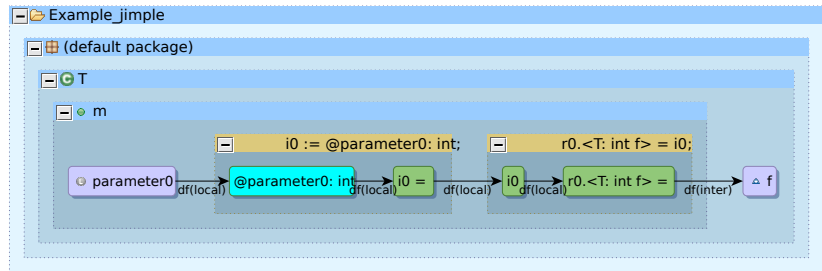 Example_jimple
(default package)
T
m
i0 := @parameter0: int;
r0.<T: int f> = i0;
parameter0
df(local)
@parameter0: int
df(local)
i0 =
df(local)
i0
df(local)
r0.<T: int f> =
df(inter)
f